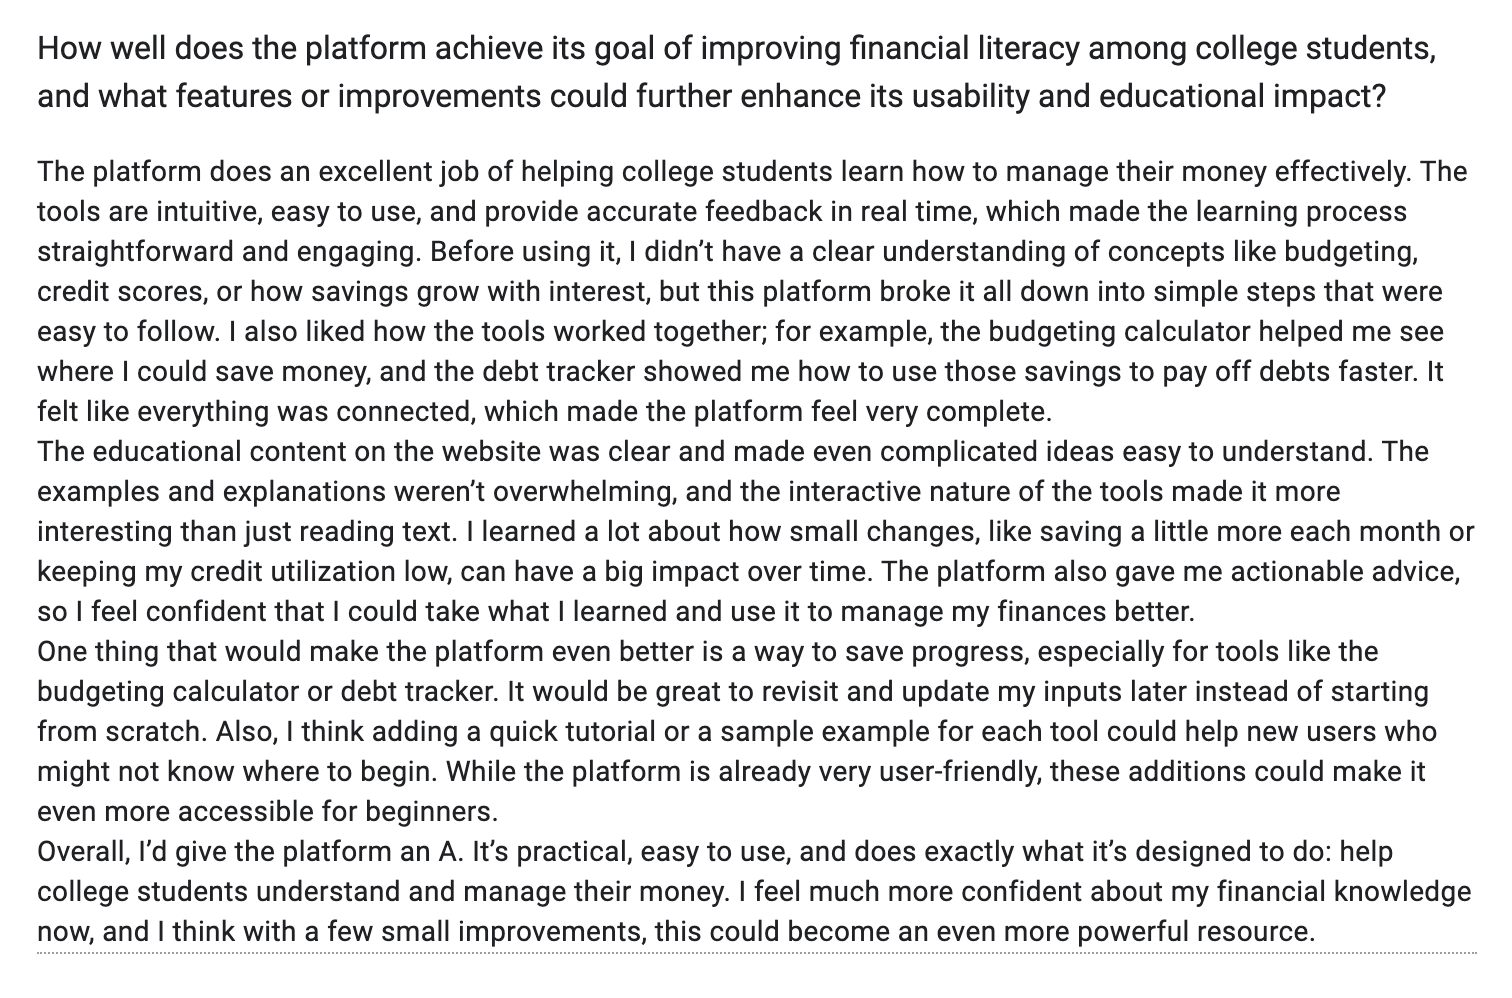 How well does the platform achieve its goal of improving financial literacy among college students,
and what features or improvements could further enhance its usability and educational impact?
The platform does an excellent job of helping college students learn how to manage their money effectively. The
tools are intuitive, easy to use, and provide accurate feedback in real time, which made the learning process
straightforward and engaging. Before using it, I didn’t have a clear understanding of concepts like budgeting,
credit scores, or how savings grow with interest, but this platform broke it all down into simple steps that were
easy to follow. I also liked how the tools worked together; for example, the budgeting calculator helped me see
where I could save money, and the debt tracker showed me how to use those savings to pay off debts faster. It
felt like everything was connected, which made the platform feel very complete.
The educational content on the website was clear and made even complicated ideas easy to understand. The
examples and explanations weren’t overwhelming, and the interactive nature of the tools made it more
interesting than just reading text. I learned a lot about how small changes, like saving a little more each month or
keeping my credit utilization low, can have a big impact over time. The platform also gave me actionable advice,
so I feel confident that I could take what I learned and use it to manage my finances better.
One thing that would make the platform even better is a way to save progress, especially for tools like the
budgeting calculator or debt tracker. It would be great to revisit and update my inputs later instead of starting
from scratch. Also, I think adding a quick tutorial or a sample example for each tool could help new users who
might not know where to begin. While the platform is already very user-friendly, these additions could make it
even more accessible for beginners.
Overall, I’d give the platform an A. It’s practical, easy to use, and does exactly what it’s designed to do: help
college students understand and manage their money. I feel much more confident about my financial knowledge
now, and I think with a few small improvements, this could become an even more powerful resource.